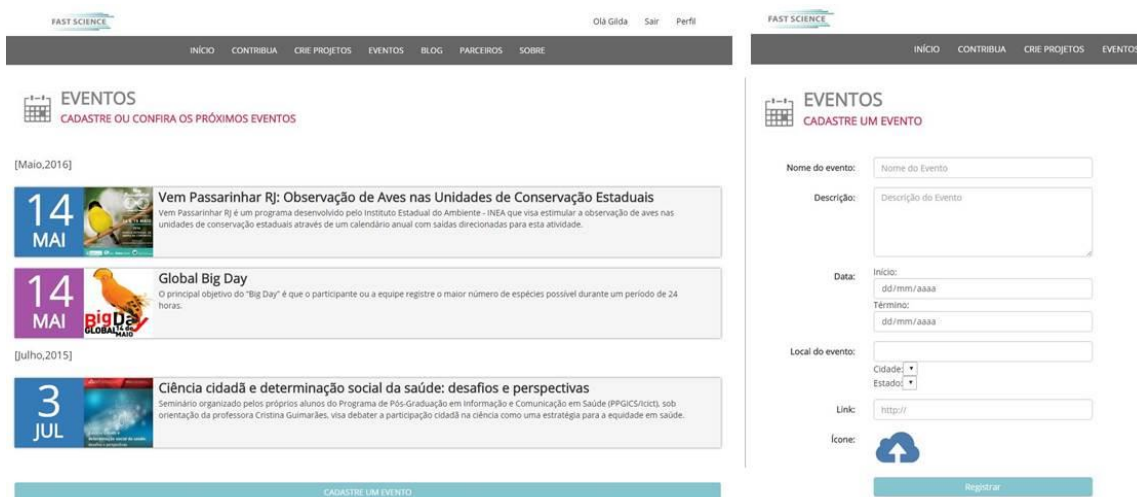 FAST SCIENCE
Olá Gilda Sair Perfil
INÍCIO CONTRIBUA CRIE PROJETOS EVENTOS BLOG PARCEIROS SOBRE
EVENTOS
CADASTRE OU CONFIRA OS PRÓXIMOS EVENTOS
[Maio,2016]
14
MAI
Vem Passarinhar RJ: Observação de Aves nas Unidades de Conservação Estaduais
Vem Passarinhar RJ é um programa desenvolvido pelo Instituto Estadual do Ambiente - INEA que visa estimular a observação de aves nas
unidades de conservação estaduais através de um calendário anual com saídas direcionadas para esta atividade.
14
MAI
BigDay
GLOBAL 14 de
MAIO
Global Big Day
O principal objetivo do "Big Day" é que o participante ou a equipe registre o maior número de espécies possível durante um período de 24
horas.
[Julho,2015]
3
JUL
Ciência cidadã e determinação social da saúde: desafios e perspectivas
Seminário organizado pelos próprios alunos do Programa de Pós-Graduação em Informação e Comunicação em Saúde (PPGICS/Icict), sob
orientação da professora Cristina Guimarães, visa debater a participação cidadã na ciência como uma estratégia para a equidade em saúde.
CADASTRE UM EVENTO
FAST SCIENCE
INÍCIO CONTRIBUA CRIE PROJETOS EVENTOS
EVENTOS
CADASTRE UM EVENTO
Nome do evento:
Nome do Evento
Descrição:
Descrição do Evento
Data:
Início:
dd/mm/aaaa
Término:
dd/mm/aaaa
Local do evento:
Cidade:
Estado:
Link:
http://
Ícone:
Registrar